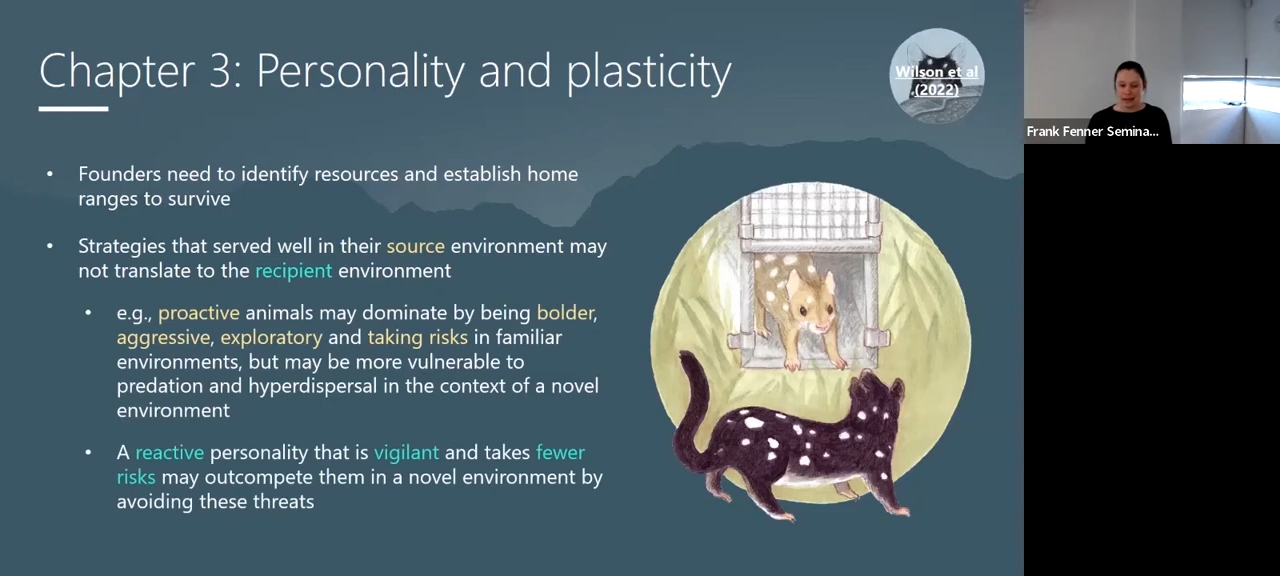 Chapter 3: Personality and plasticity
Wilson et al
(2022)
Frank Fenner Semina...
• Founders need to identify resources and establish home
ranges to survive
• Strategies that served well in their source environment may
not translate to the recipient environment
• e.g., proactive animals may dominate by being bolder,
aggressive, exploratory and taking risks in familiar
environments, but may be more vulnerable to
predation and hyperdispersal in the context of a novel
environment
• A reactive personality that is vigilant and takes fewer
risks may outcompete them in a novel environment by
avoiding these threats